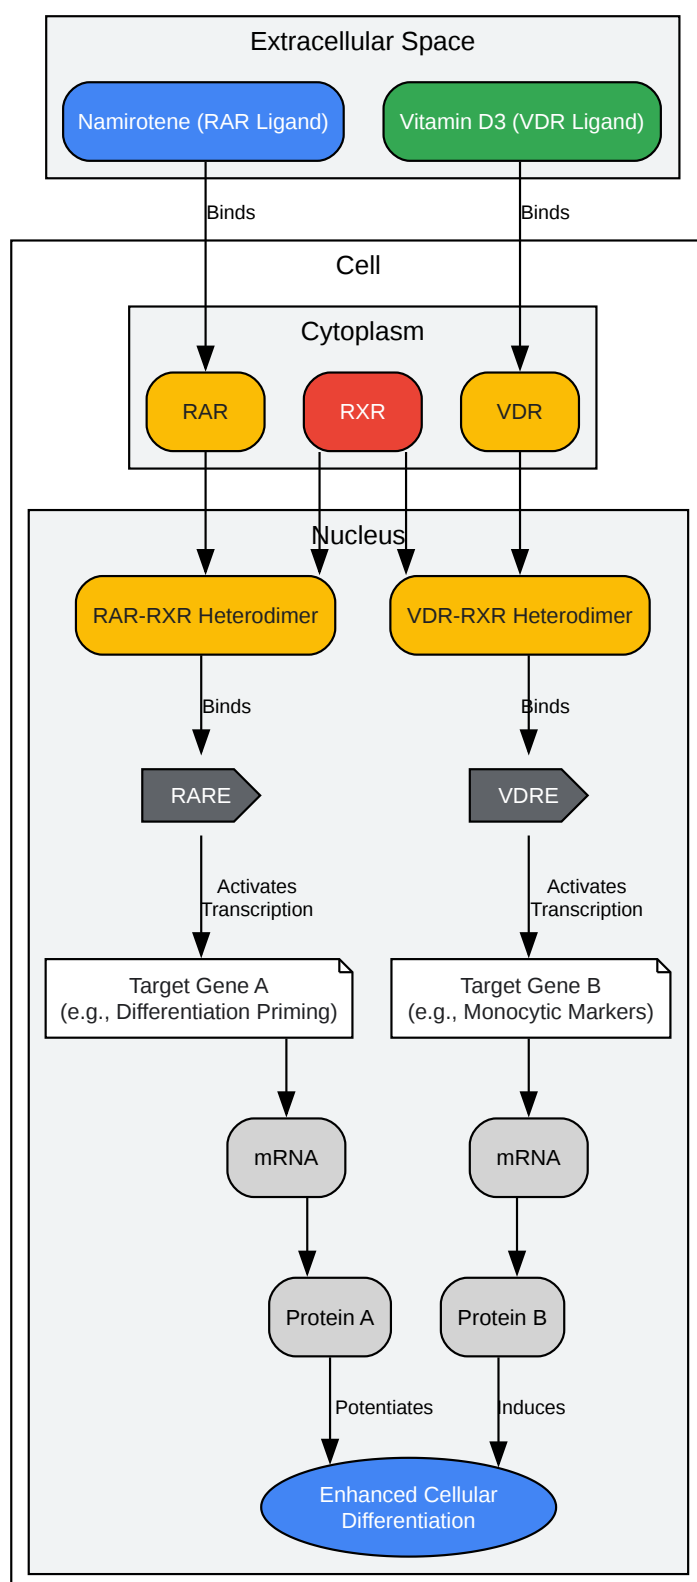 Extracellular Space
Namirotene (RAR Ligand)
Vitamin D3 (VDR Ligand)
Binds
Binds
Cell
Cytoplasm
RAR
RXR
VDR
Nucleus
RAR-RXR Heterodimer
VDR-RXR Heterodimer
Binds
Binds
RARE
VDRE
Activates
Transcription
Activates
Transcription
Target Gene A
(e.g., Differentiation Priming)
Target Gene B
(e.g., Monocytic Markers)
mRNA
mRNA
Protein A
Protein B
Potentiates
Induces
Enhanced Cellular
Differentiation